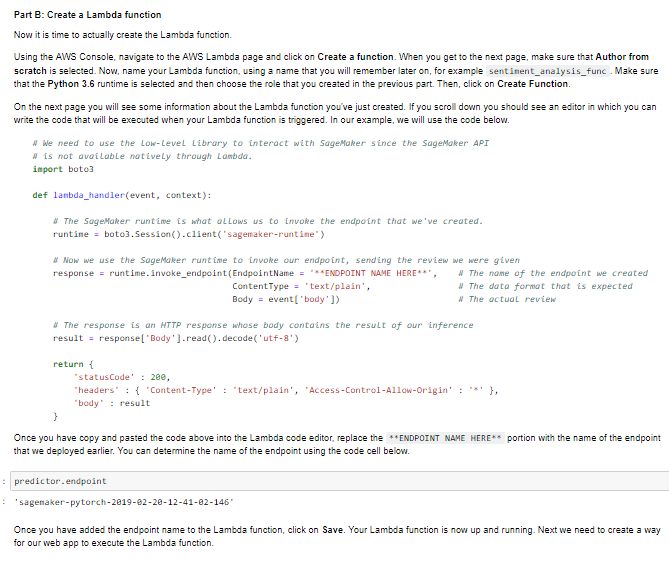 Part B: Create a Lambda function
Now it is time to actually create the Lambda function.
Using the AWS Console, navigate to the AWS Lambda page and click on Create a function. When you get to the next page, make sure that Author from
scratch is selected. Now, name your Lambda function, using a name that you will remember later on, for example sentiment_analysis_func . Make sure
that the Python 3.6 runtime is selected and then choose the role that you created in the previous part. Then, click on Create Function.
On the next page you will see some information about the Lambda function you've just created. If you scroll down you should see an editor in which you can
write the code that will be executed when your Lambda function is triggered. In our example, we will use the code below.
# We need to use the low-level library to interact with SageMaker since the SageMaker API
# is not available natively through Lambda.
import boto3
def lambda_handler(event, context):
# The SageMaker runtime is what allows us to invoke the endpoint that we've created.
runtime = boto3.Session().client('sagemaker-runtime')
# Now we use the SageMaker runtime to invoke our endpoint, sending the review we were given
response = runtime.invoke_endpoint(EndpointName = '**ENDPOINT NAME HERE**', # The name of the endpoint we created
ContentType = 'text/plain', # The data format that is expected
Body = event['body']) # The actual review
# The response is an HTTP response whose body contains the result of our inference
result = response['Body'].read().decode('utf-8')
return {
'statusCode' : 200,
'headers' : { 'Content-Type' : 'text/plain', 'Access-Control-Allow-Origin' : '*' },
'body' : result
}
Once you have copy and pasted the code above into the Lambda code editor, replace the **ENDPOINT NAME HERE** portion with the name of the endpoint
that we deployed earlier. You can determine the name of the endpoint using the code cell below.
: predictor.endpoint
: 'sagemaker-pytorch-2019-02-20-12-41-02-146'
Once you have added the endpoint name to the Lambda function, click on Save. Your Lambda function is now up and running. Next we need to create a way
for our web app to execute the Lambda function.